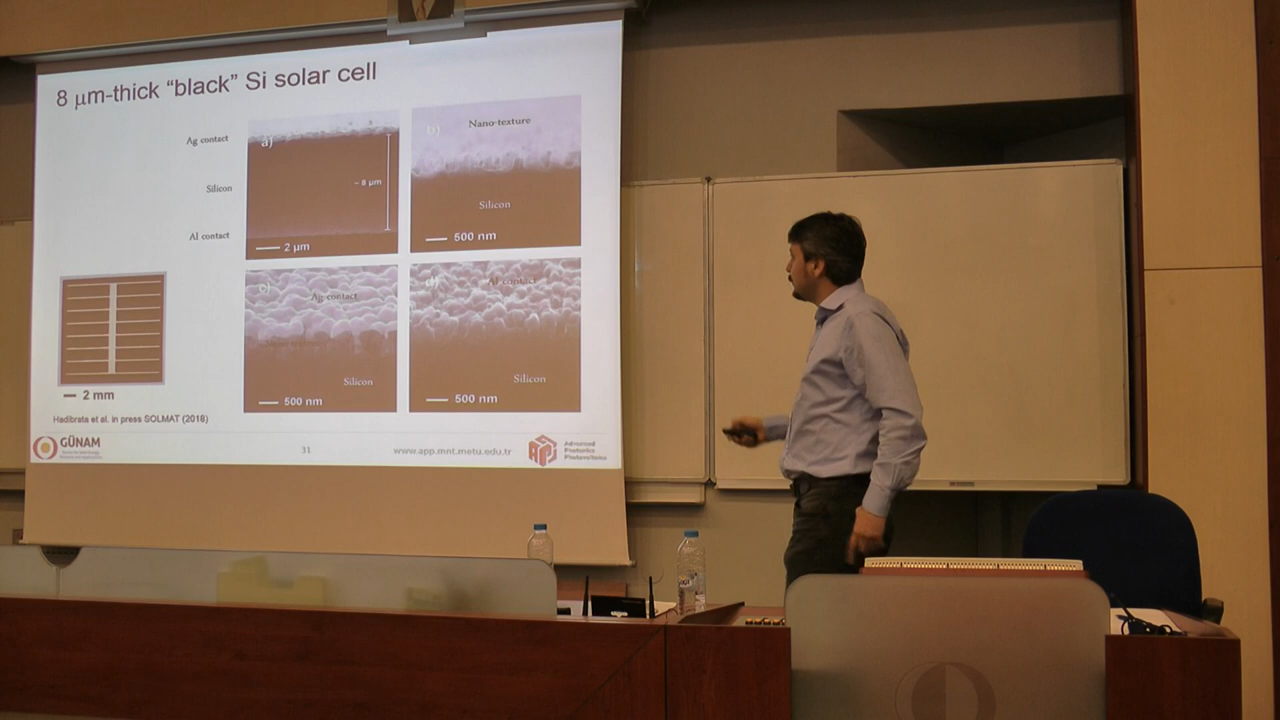 8 μm-thick “black” Si solar cell
Ag contact
Silicon
Al contact
a)
~ 8 μm
2 μm
b)
Nano-texture
Silicon
500 nm
c)
Ag contact
Silicon
500 nm
d)
Al contact
Silicon
500 nm
2 mm
Hadibrata et al. in press SOLMAT (2018)
GÜNAM
31
www.app.mnt.metu.edu.tr
Advanced
Photonics
Photovoltaics